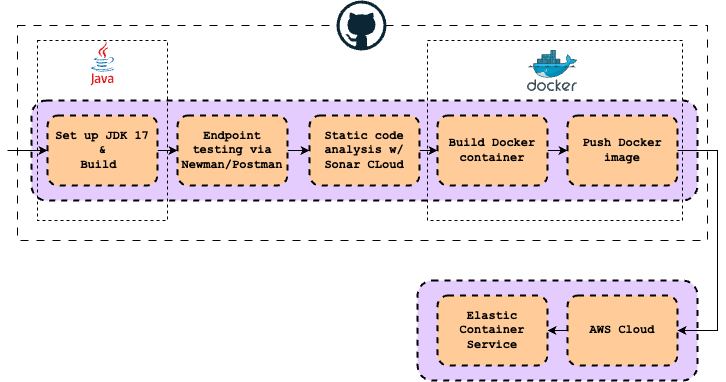 Java
docker
Set up JDK 17
&
Build
Endpoint
testing via
Newman/Postman
Static code
analysis w/
Sonar CLoud
Build Docker
container
Push Docker
image
Elastic
Container
Service
AWS Cloud